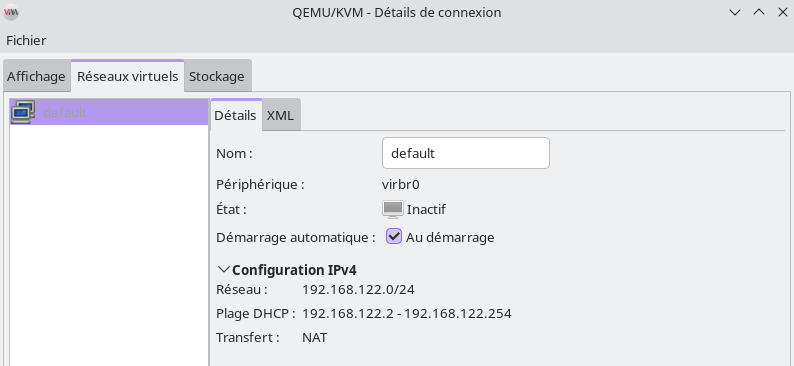 QEMU/KVM - Détails de connexion
Fichier
Affichage Réseaux virtuels Stockage
default
Détails XML
Nom : default
Périphérique : virbr0
État : Inactif
Démarrage automatique : Au démarrage
Configuration IPv4
Réseau : 192.168.122.0/24
Plage DHCP : 192.168.122.2 - 192.168.122.254
Transfert : NAT